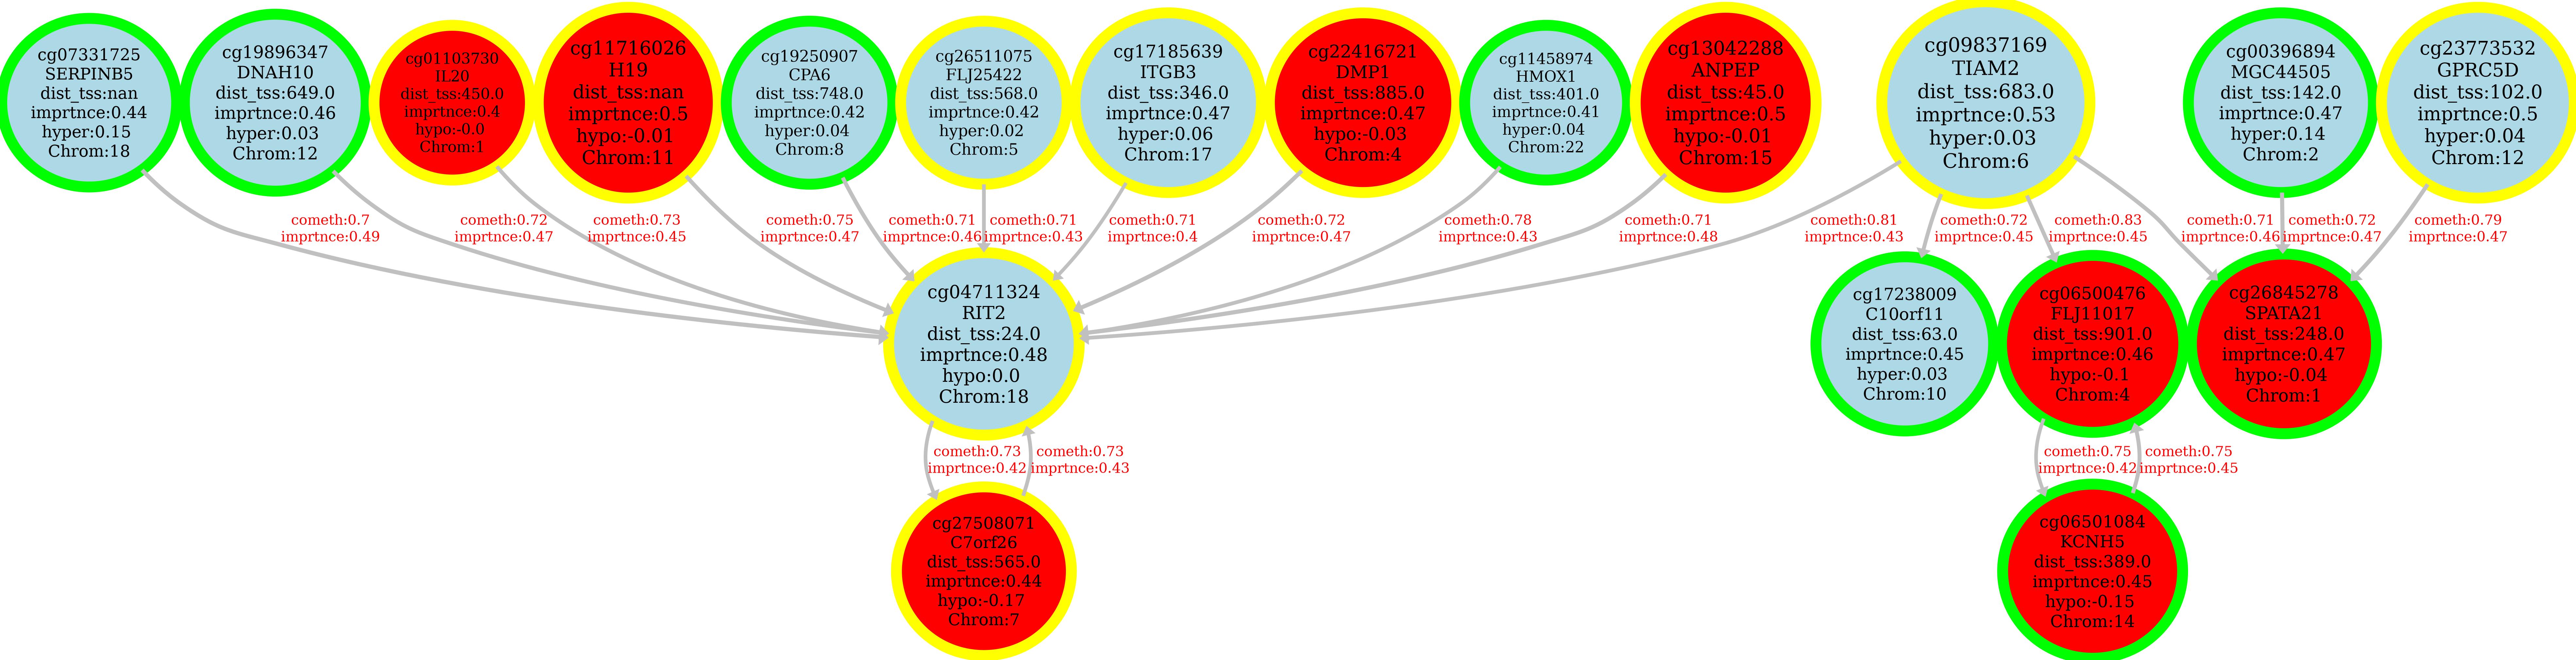 cg07331725
SERPINB5
dist_tss:nan
imprtnce:0.44
hyper:0.15
Chrom:18
cg19896347
DNAH10
dist_tss:649.0
imprtnce:0.46
hyper:0.03
Chrom:12
cg01103730
IL20
dist_tss:450.0
imprtnce:0.4
hypo:-0.0
Chrom:1
cg11716026
H19
dist_tss:nan
imprtnce:0.5
hypo:-0.01
Chrom:11
cg19250907
CPA6
dist_tss:748.0
imprtnce:0.42
hyper:0.04
Chrom:8
cg26511075
FLJ25422
dist_tss:568.0
imprtnce:0.42
hyper:0.02
Chrom:5
cg17185639
ITGB3
dist_tss:346.0
imprtnce:0.47
hyper:0.06
Chrom:17
cg22416721
DMP1
dist_tss:885.0
imprtnce:0.47
hypo:-0.03
Chrom:4
cg11458974
HMOX1
dist_tss:401.0
imprtnce:0.41
hyper:0.04
Chrom:22
cg13042288
ANPEP
dist_tss:45.0
imprtnce:0.5
hypo:-0.01
Chrom:15
cg09837169
TIAM2
dist_tss:683.0
imprtnce:0.53
hyper:0.03
Chrom:6
cg00396894
MGC44505
dist_tss:142.0
imprtnce:0.47
hyper:0.14
Chrom:2
cg23773532
GPRC5D
dist_tss:102.0
imprtnce:0.5
hyper:0.04
Chrom:12
cometh:0.7
imprtnce:0.49
cometh:0.72
imprtnce:0.47
cometh:0.73
imprtnce:0.45
cometh:0.75
imprtnce:0.47
cometh:0.71
imprtnce:0.46
cometh:0.71
imprtnce:0.43
cometh:0.71
imprtnce:0.4
cometh:0.72
imprtnce:0.47
cometh:0.78
imprtnce:0.43
cometh:0.71
imprtnce:0.48
cometh:0.81
imprtnce:0.43
cometh:0.72
imprtnce:0.45
cometh:0.83
imprtnce:0.45
cometh:0.71
imprtnce:0.46
cometh:0.72
imprtnce:0.47
cometh:0.79
imprtnce:0.47
cg04711324
RIT2
dist_tss:24.0
imprtnce:0.48
hypo:0.0
Chrom:18
cg17238009
C10orf11
dist_tss:63.0
imprtnce:0.45
hyper:0.03
Chrom:10
cg06500476
FLJ11017
dist_tss:901.0
imprtnce:0.46
hypo:-0.1
Chrom:4
cg26845278
SPATA21
dist_tss:248.0
imprtnce:0.47
hypo:-0.04
Chrom:1
cometh:0.73
imprtnce:0.42
cometh:0.73
imprtnce:0.43
cometh:0.75
imprtnce:0.42
cometh:0.75
imprtnce:0.45
cg27508071
C7orf26
dist_tss:565.0
imprtnce:0.44
hypo:-0.17
Chrom:7
cg06501084
KCNH5
dist_tss:389.0
imprtnce:0.45
hypo:-0.15
Chrom:14